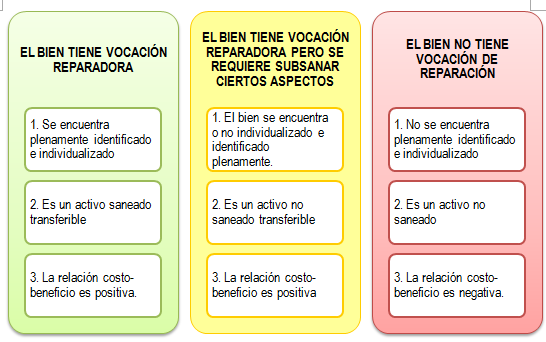 EL BIEN TIENE VOCACIÓN
REPARADORA
1. Se encuentra
plenamente identificado
e individualizado
2. Es un activo saneado
transferible
3. La relación costo-
beneficio es positiva.
EL BIEN TIENE VOCACIÓN
REPARADORA PERO SE
REQUIERE SUBSANAR
CIERTOS ASPECTOS
1. El bien se encuentra
o no individualizado e
identificado
plenamente.
2. Es un activo no
saneado transferible
3. La relación costo-
beneficio es positiva
EL BIEN NO TIENE
VOCACIÓN DE
REPARACIÓN
1. No se encuentra
plenamente identificado
e individualizado
2. Es un activo no
saneado
3. La relación costo-
beneficio es negativa.